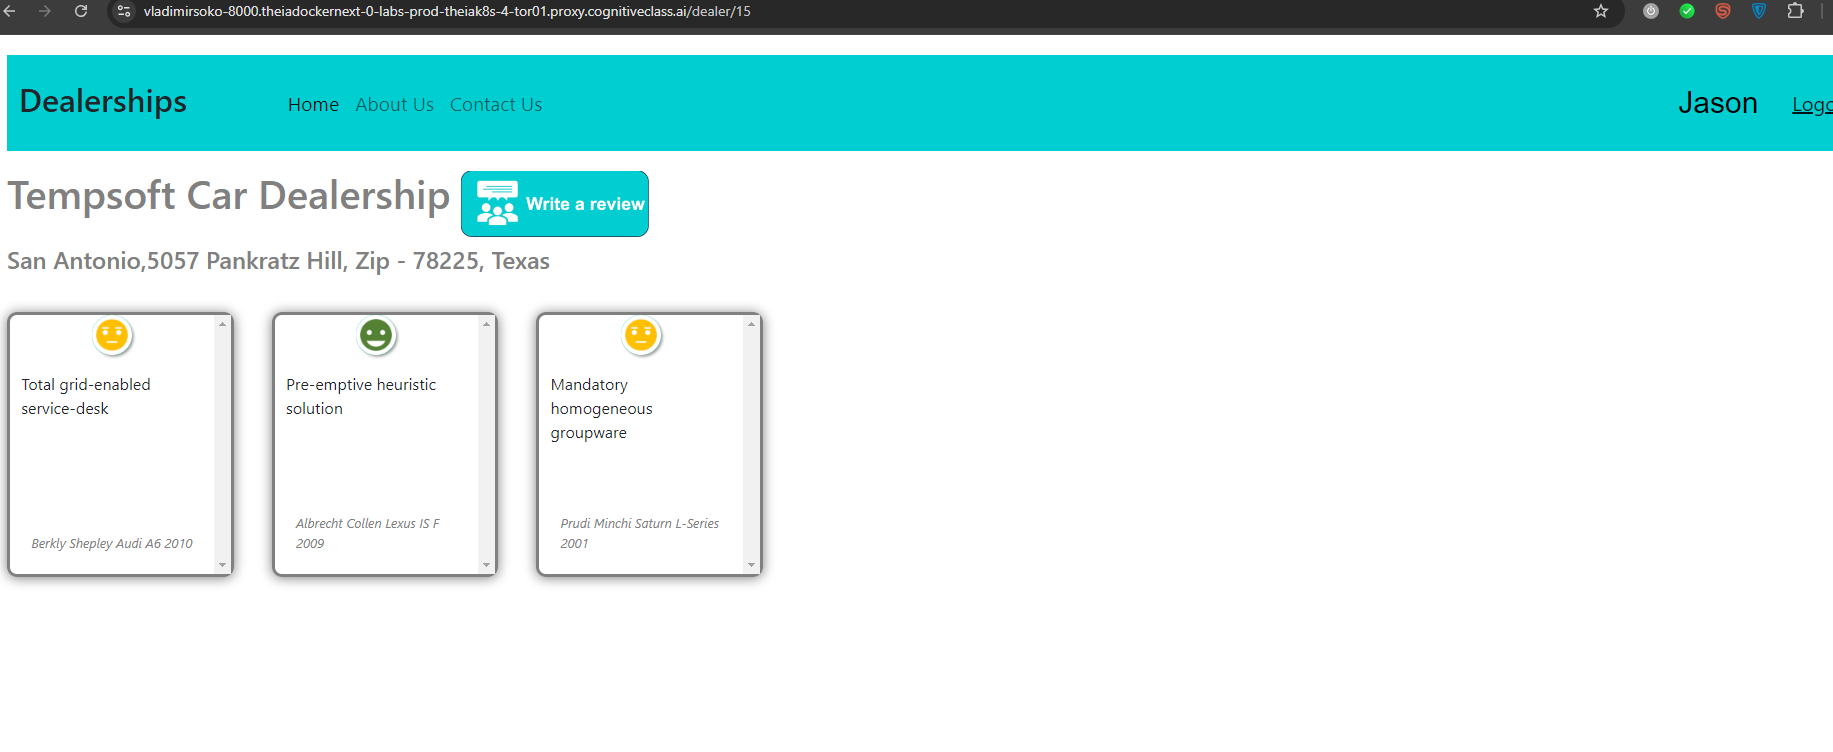 vladimirsoko-8000.theiadockernext-0-labs-prod-theiak8s-4-tor01.proxy.cognitiveclass.ai/dealer/15
Dealerships Home About Us Contact Us Jason Logo
Tempsoft Car Dealership Write a review
San Antonio,5057 Pankratz Hill, Zip - 78225, Texas
Total grid-enabled
service-desk
Berkly Shepley Audi A6 2010
Pre-emptive heuristic
solution
Albrecht Collen Lexus IS F
2009
Mandatory
homogeneous
groupware
Prudi Minchi Saturn L-Series
2001